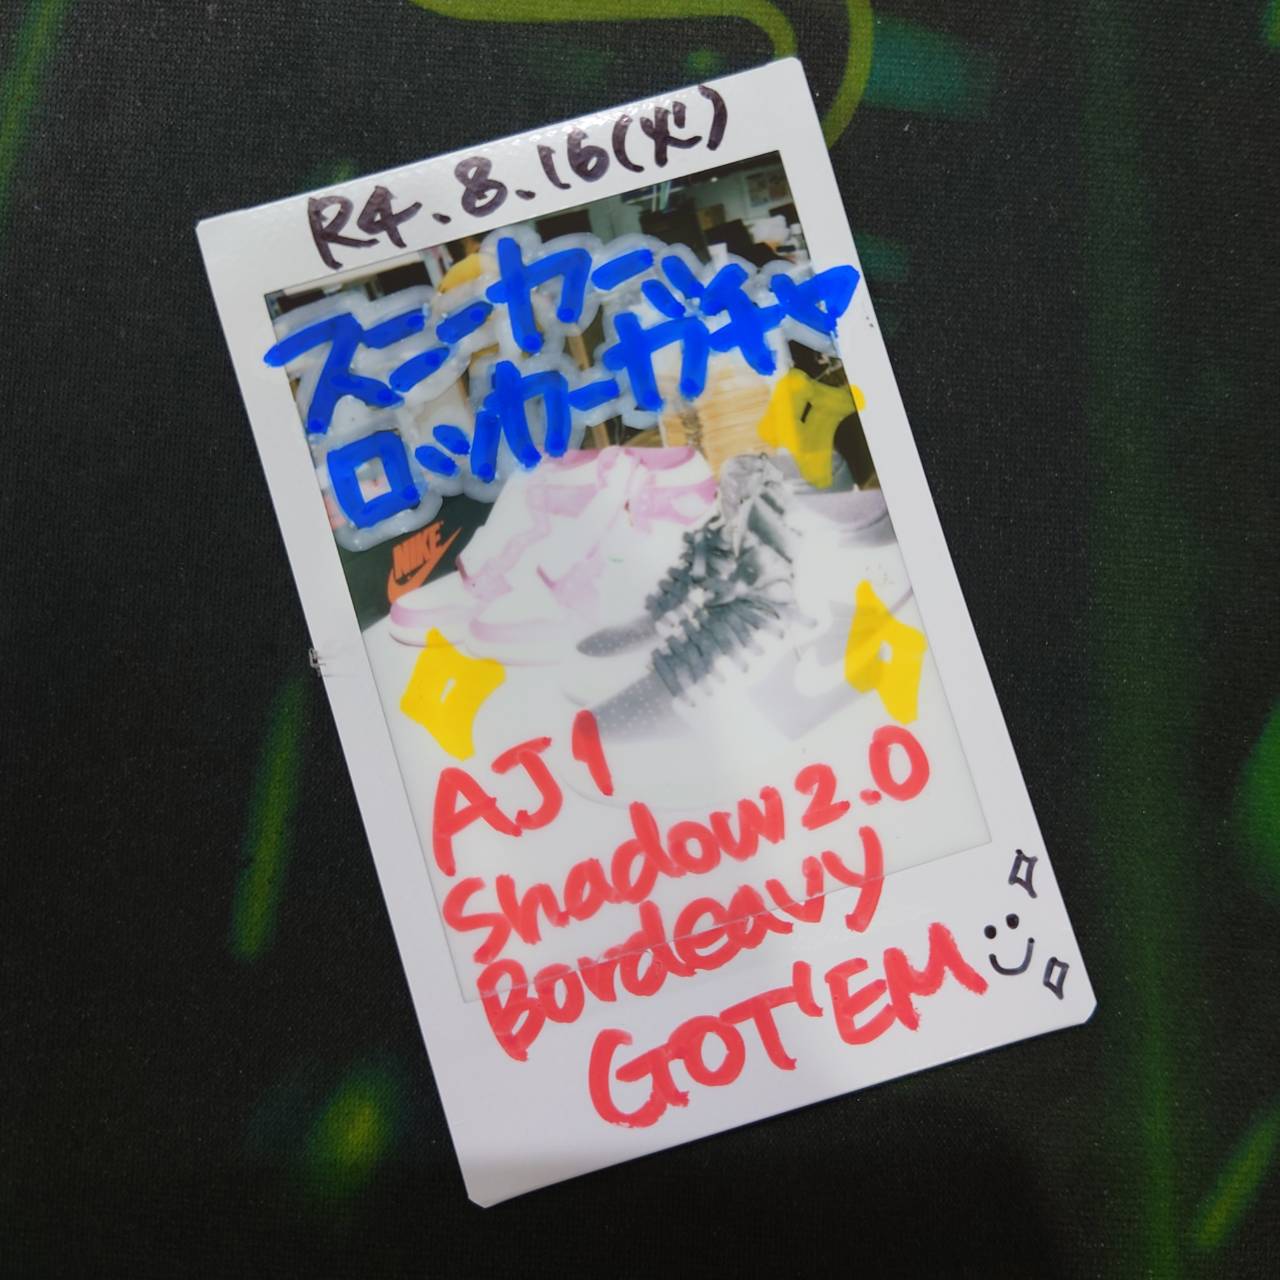 R4.8.16(火)
スニーカー
ロッカーガチャ
NIKE
AJ1
Shadow2.0
Bordeavy
GOT'EM